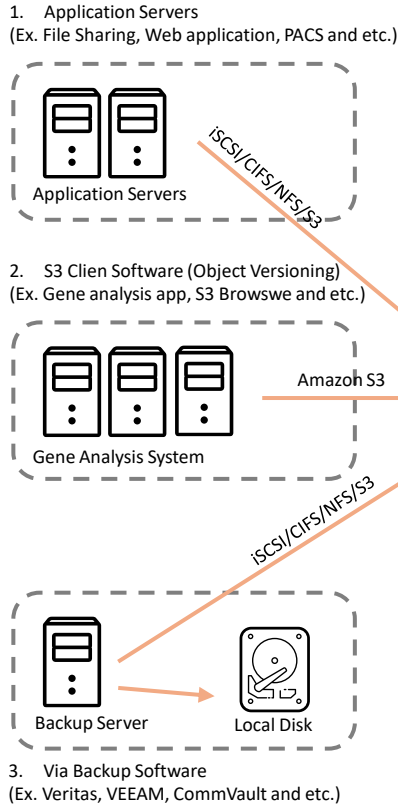 1. Application Servers
(Ex. File Sharing, Web application, PACS and etc.)
iSCSI/CIFS/NFS/S3
Application Servers
2. S3 Clien Software (Object Versioning)
(Ex. Gene analysis app, S3 Browswe and etc.)
Amazon S3
Gene Analysis System
iSCSI/CIFS/NFS/S3
Backup Server
Local Disk
3. Via Backup Software
(Ex. Veritas, VEEAM, CommVault and etc.)